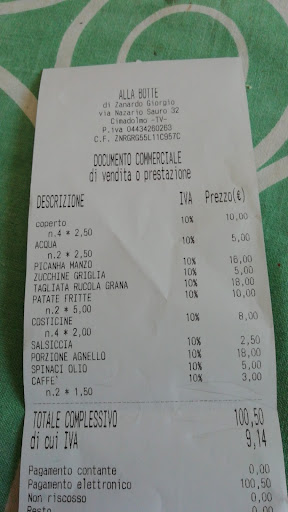 ALLA BOTTE
di Zanardo Giorgio
via Nazario Sauro 32
Cimadolmo -TV-
P.iva 04434260263
C.F. ZNRGRG55L11C957C
DOCUMENTO COMMERCIALE
di vendita o prestazione
DESCRIZIONE IVA Prezzo(€)
coperto 10% 10,00
n.4 * 2,50
ACQUA 10% 5,00
n.2 * 2,50
PICANHA MANZO 10% 16,00
ZUCCHINE GRIGLIA 10% 5,00
TAGLIATA RUCOLA GRANA 10% 18,00
PATATE FRITTE 10% 10,00
n.2 * 5,00
COSTICINE 10% 8,00
n.4 * 2,00
SALSICCIA 10% 2,50
PORZIONE AGNELLO 10% 18,00
SPINACI OLIO 10% 5,00
CAFFE' 10% 3,00
n.2 * 1,50
TOTALE COMPLESSIVO 100,50
di cui IVA 9,14
Pagamento contante 0,00
Pagamento elettronico 100,50
Non riscosso 0,00
Resto 0,00